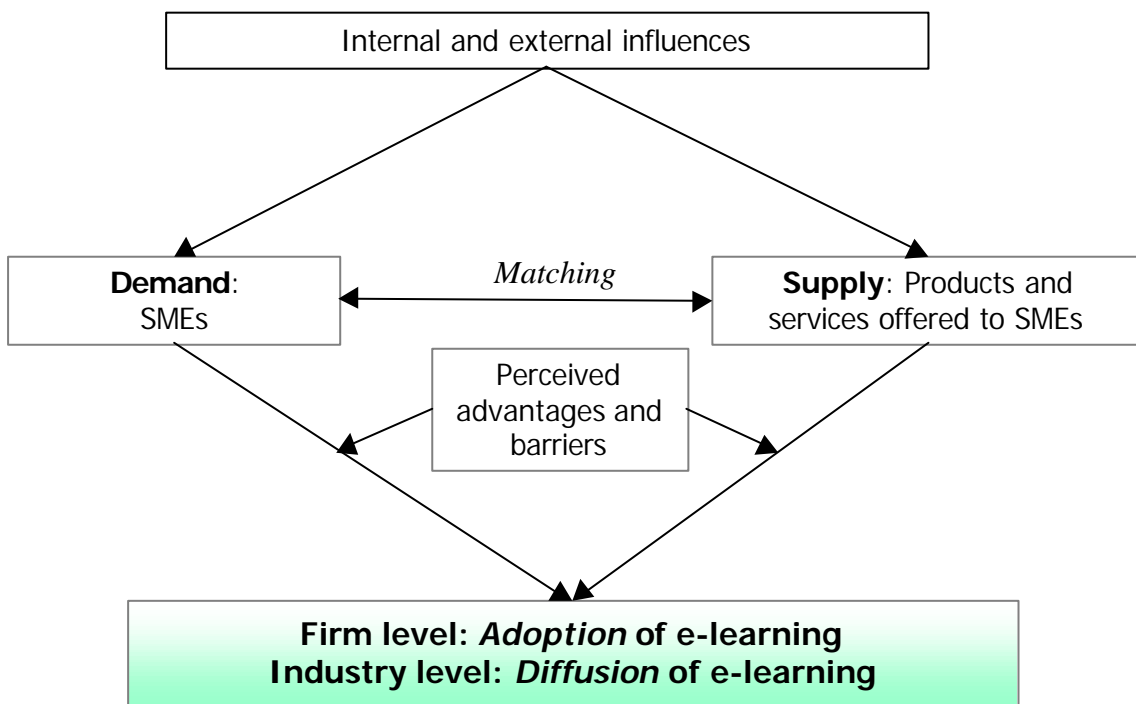 Internal and external influences
Demand:
SMEs
Matching
Supply: Products and
services offered to SMEs
Perceived
advantages and
barriers
Firm level: Adoption of e-learning
Industry level: Diffusion of e-learning